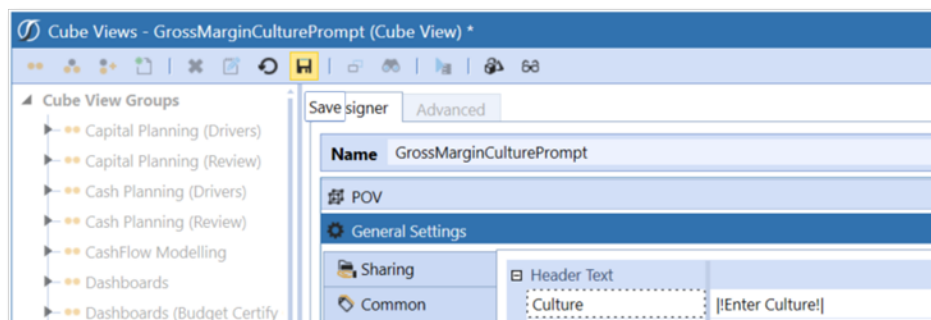 Cube Views - GrossMarginCulturePrompt (Cube View) *
Cube View Groups
Capital Planning (Drivers)
Capital Planning (Review)
Cash Planning (Drivers)
Cash Planning (Review)
CashFlow Modelling
Dashboards
Dashboards (Budget Certify
Save signer
Advanced
Name GrossMarginCulturePrompt
POV
General Settings
Sharing
Common
Header Text
Culture |!Enter Culture!|